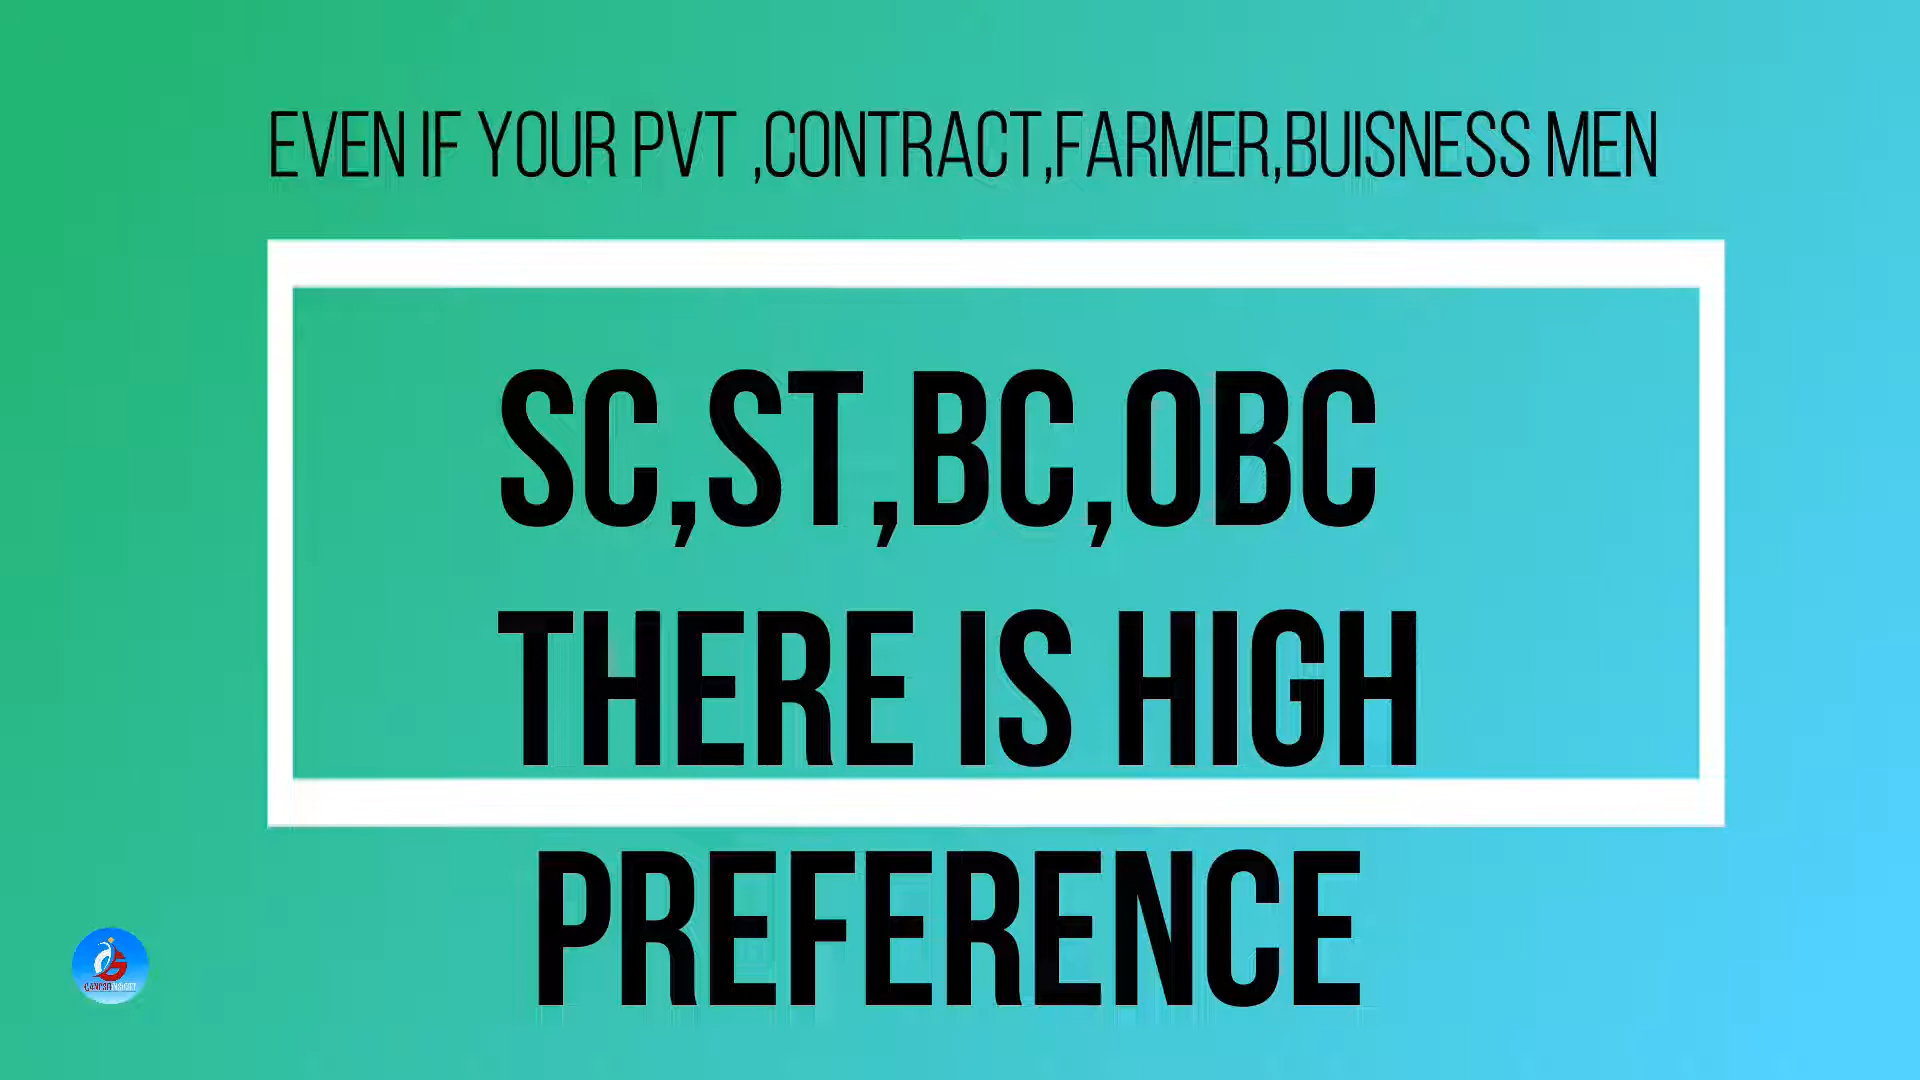 EVEN IF YOUR PVT ,CONTRACT,FARMER,BUISNESS MEN
SC,ST,BC,OBC
THERE IS HIGH
PREFERENCE